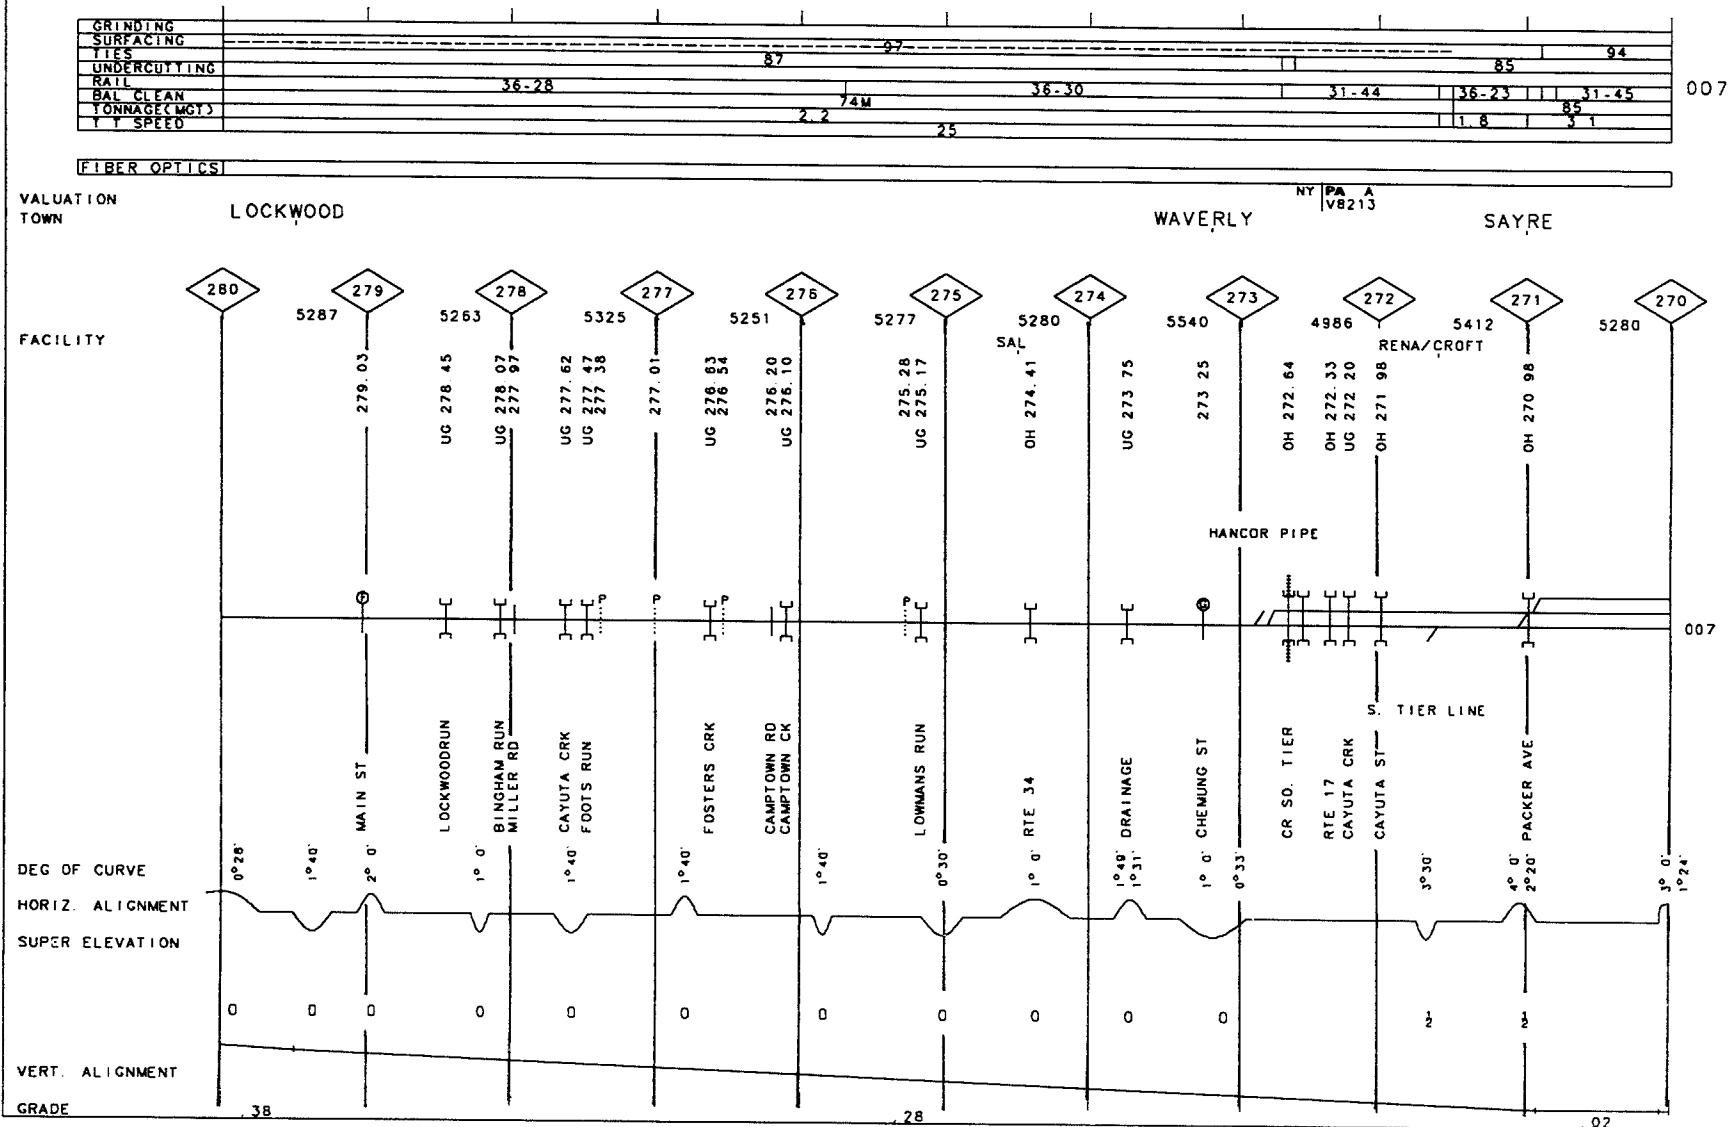 GRINDING
SURFACING 97 94
TIES 87 85
UNDERCUTTING
RAIL 36-28 36-30 31-44 36-23 31-45
BAL CLEAN 74M 85
TONNAGE(MGT) 2.2 1.8 3 1
T T SPEED 25
007
FIBER OPTICS
VALUATION NY PA A
V8213
TOWN LOCKWOOD WAVERLY SAYRE
280 279 278 277 276 275 274 273 272 271 270
5287 5263 5325 5251 5277 5280 5540 4986 5412 5280
FACILITY SAL RENA/CROFT
279.03
UG 278 45
UG 278 07
277 97
UG 277.62
UG 277 47
277 38
277.01
UG 276.63
276 54
276.20
UG 276.10
275.28
UG 275.17
OH 274.41
UG 273 75
273 25
OH 272.64
OH 272.33
UG 272 20
OH 271 98
OH 270 98
HANCOR PIPE
F P P P P G
007
S. TIER LINE
MAIN ST
LOCKWOODRUN
BINGHAM RUN
MILLER RD
CAYUTA CRK
FOOTS RUN
FOSTERS CRK
CAMPTOWN RD
CAMPTOWN CK
LOWMANS RUN
RTE 34
DRAINAGE
CHEMUNG ST
CR SO. TIER
RTE 17
CAYUTA CRK
CAYUTA ST
PACKER AVE
DEG OF CURVE 0°28' 1°40' 2° 0' 1° 0' 1°40' 1°40' 1°40' 0°30' 1° 0' 1°49' 1°31' 1° 0' 0°33' 3°30' 4° 0' 2°20' 3° 0' 1°24'
HORIZ. ALIGNMENT
SUPER ELEVATION
0 0 0 0 0 0 0 0 0 0 0 ½ ½
VERT. ALIGNMENT
GRADE .38 .28 .02